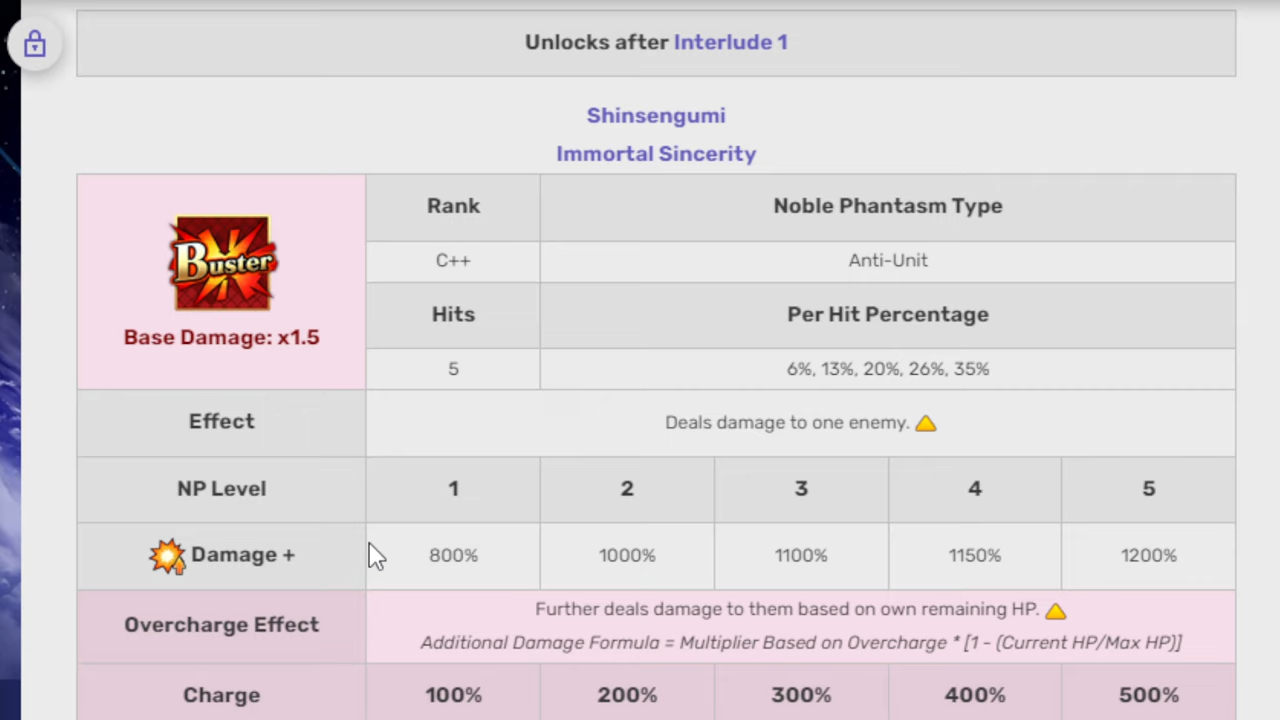 Unlocks after Interlude 1
Shinsengumi
Immortal Sincerity
Rank
Noble Phantasm Type
C++
Anti-Unit
Buster
Base Damage: x1.5
Hits
Per Hit Percentage
5
6%, 13%, 20%, 26%, 35%
Effect
Deals damage to one enemy.
NP Level
1
2
3
4
5
Damage +
800%
1000%
1100%
1150%
1200%
Overcharge Effect
Further deals damage to them based on own remaining HP.
Additional Damage Formula = Multiplier Based on Overcharge * [1 - (Current HP/Max HP)]
Charge
100%
200%
300%
400%
500%